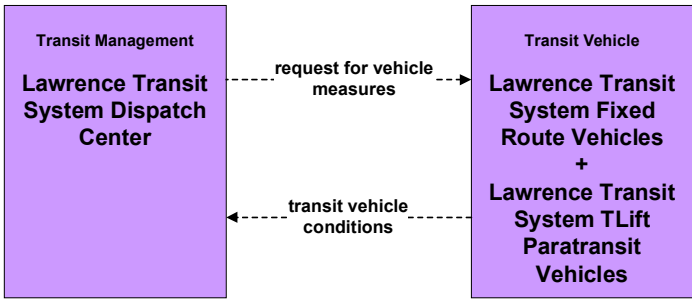 Transit Management
Lawrence Transit
System Dispatch
Center
request for vehicle
measures
transit vehicle
conditions
Transit Vehicle
Lawrence Transit
System Fixed
Route Vehicles
+
Lawrence Transit
System TLift
Paratransit
Vehicles